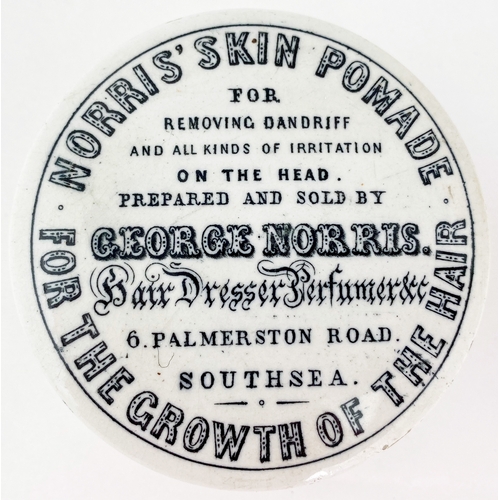 NORRIS' SKIN POMADE
FOR
REMOVING DANDRIFF
AND ALL KINDS OF IRRITATION
ON THE HEAD.
PREPARED AND SOLD BY
GEORGE NORRIS.
Hair Dresser Perfumer &c
6. PALMERSTON ROAD.
SOUTHSEA.
FOR THE GROWTH OF THE HAIR